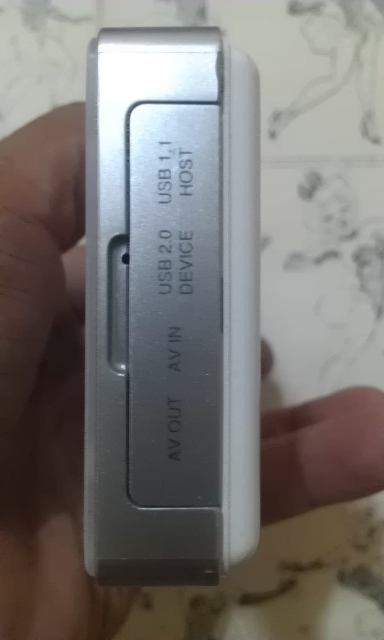 AV OUT
AV IN
USB 2.0
DEVICE
USB 1.1
HOST